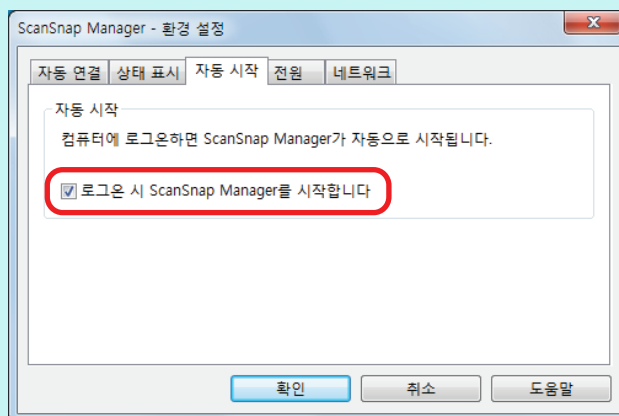 ScanSnap Manager - 환경 설정
자동 연결 상태 표시 자동 시작 전원 네트워크
자동 시작
컴퓨터에 로그온하면 ScanSnap Manager가 자동으로 시작됩니다.
로그온 시 ScanSnap Manager를 시작합니다
확인 취소 도움말